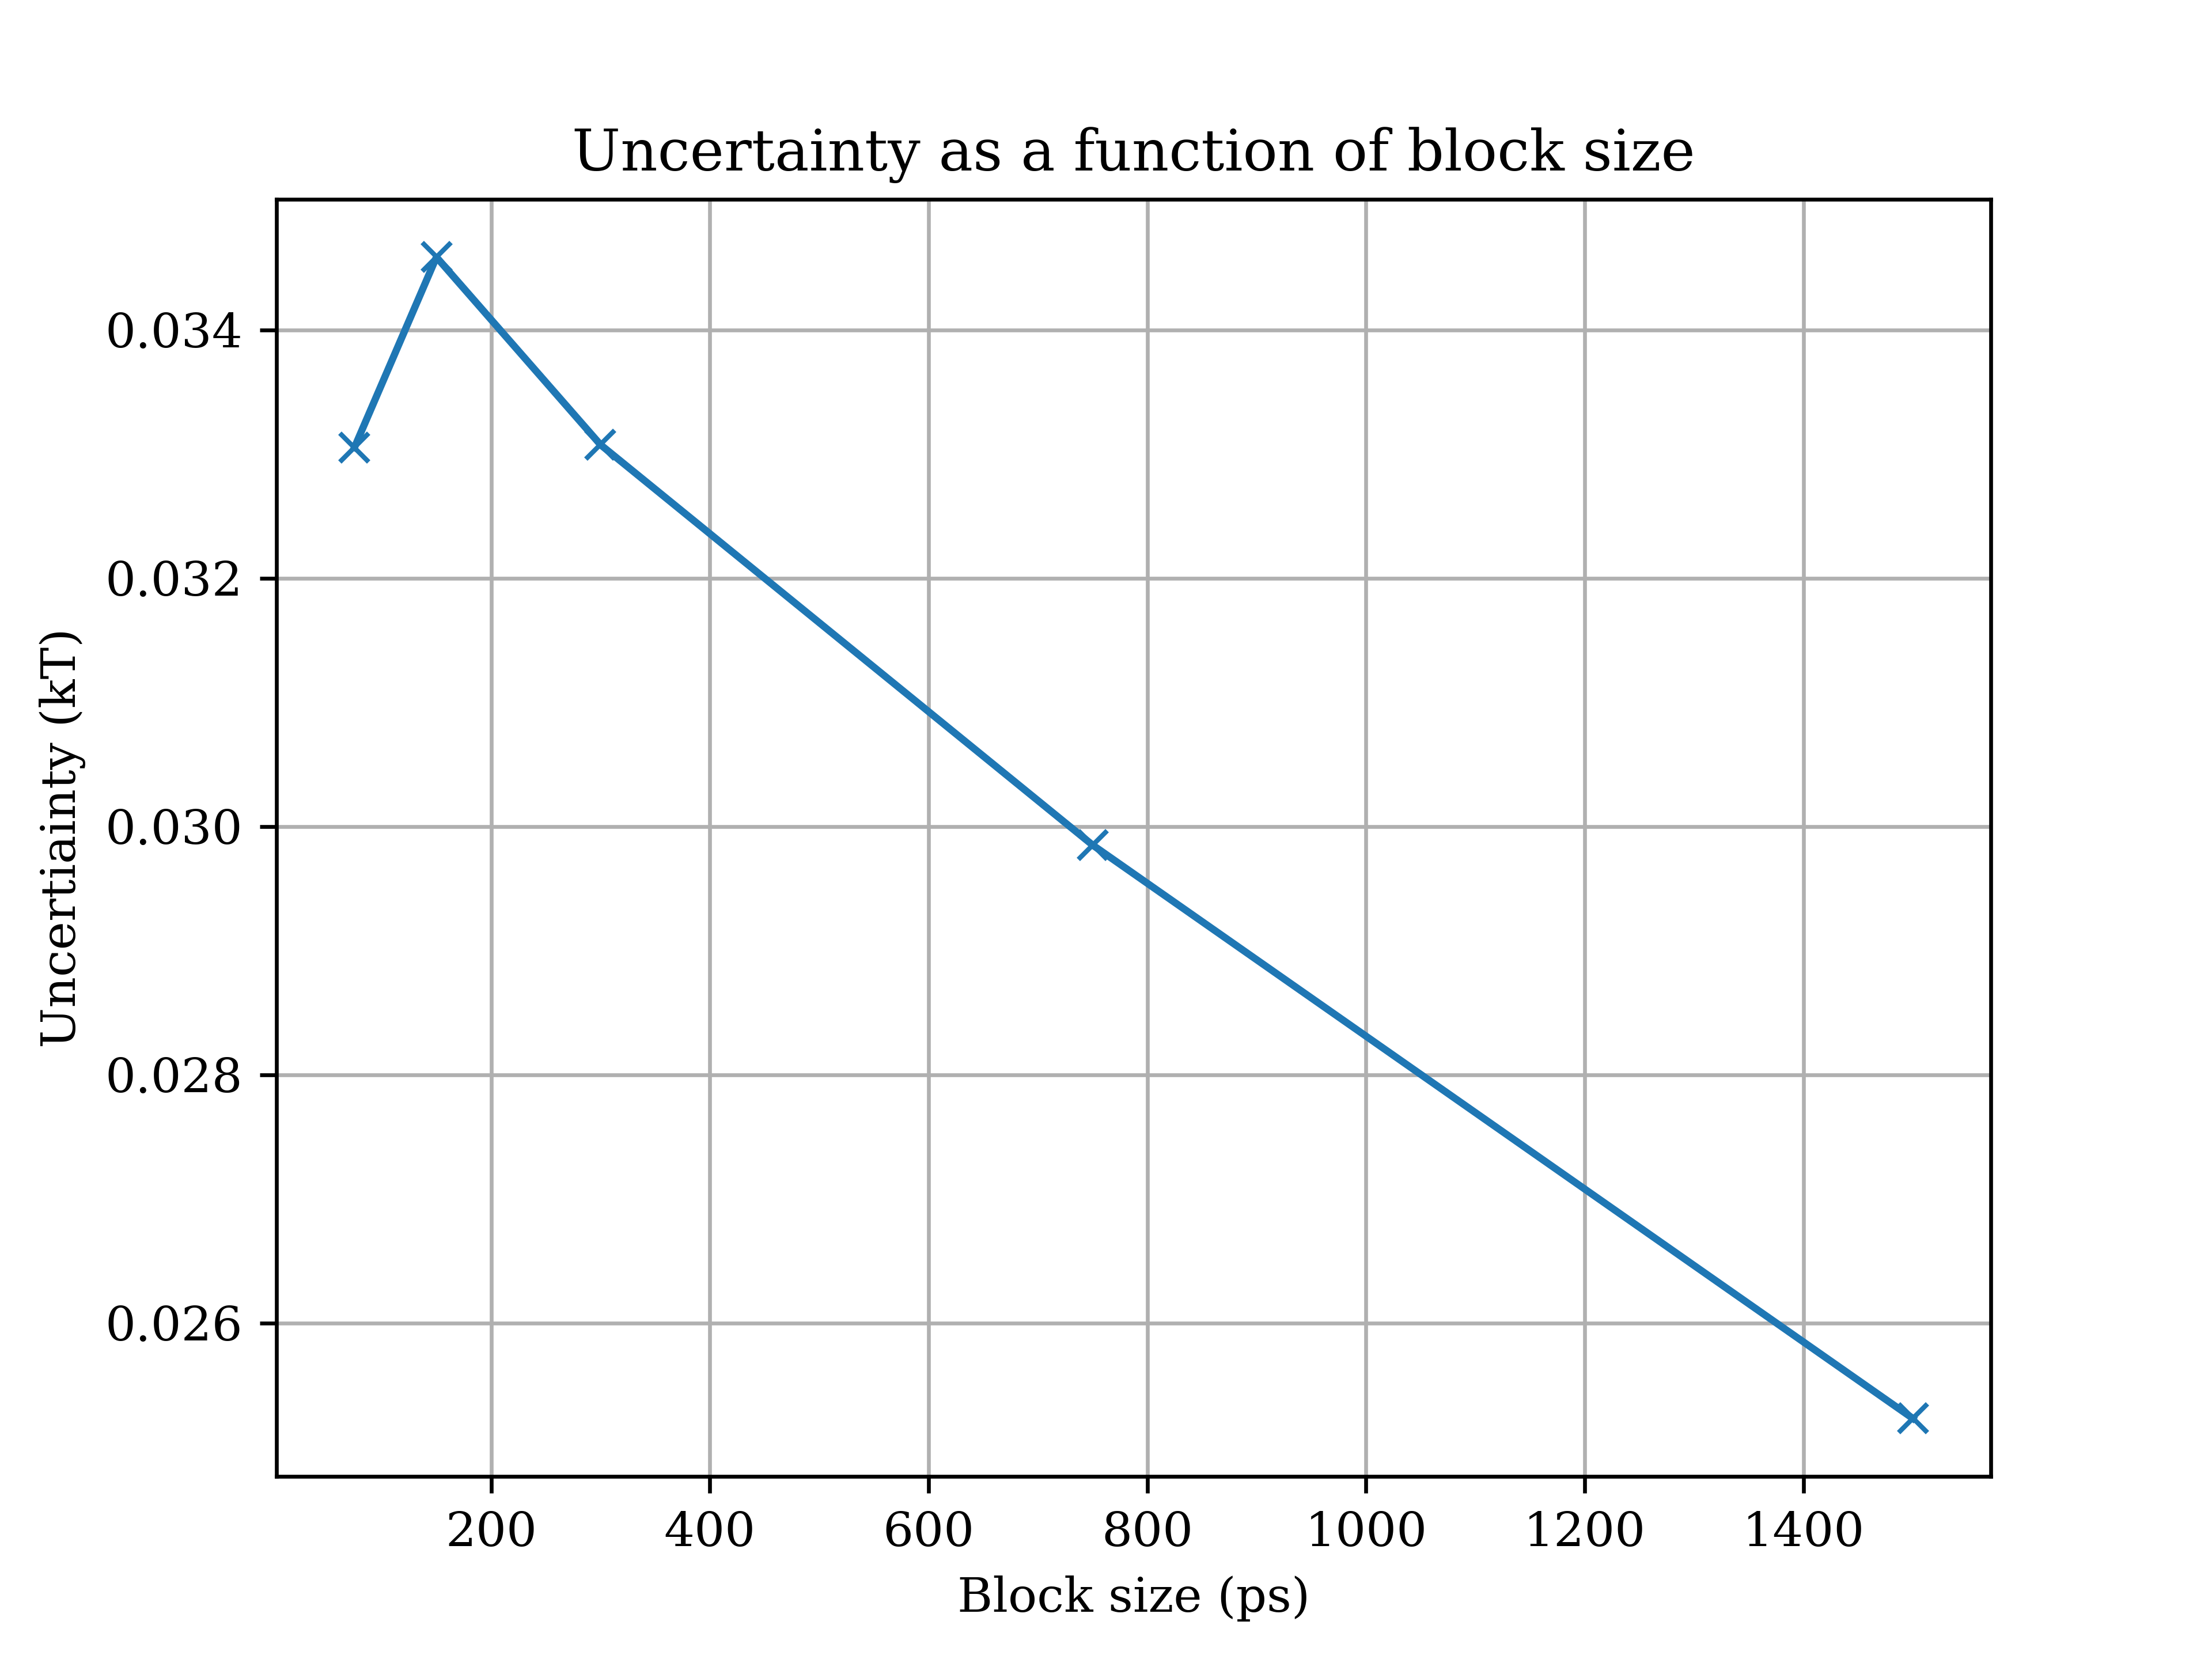 Uncertainty as a function of block size
0.034
0.032
0.030
0.028
0.026
Uncertiainty (kT)
200 400 600 800 1000 1200 1400
Block size (ps)